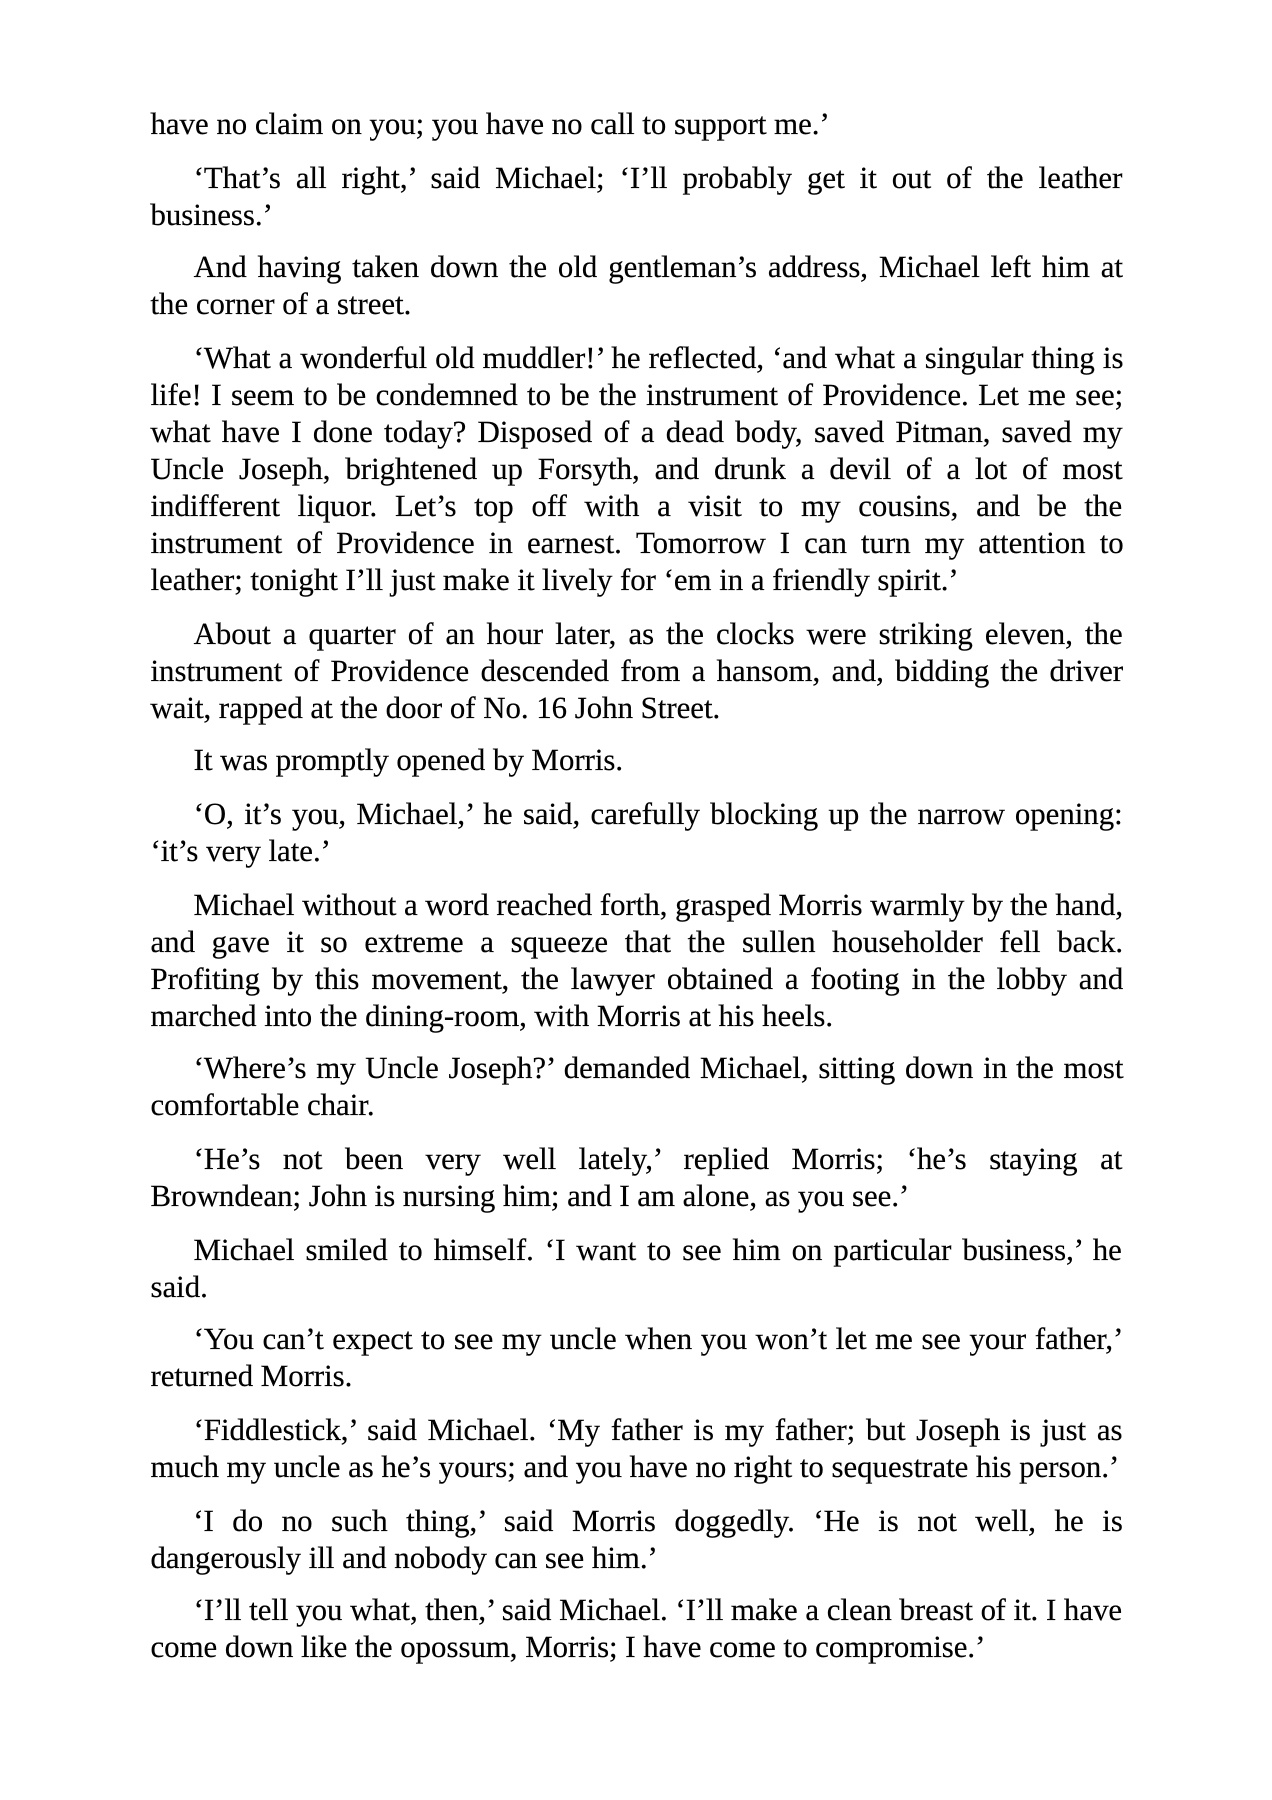 have no claim on you; you have no call to support me.’
‘That’s all right,’ said Michael; ‘I’ll probably get it out of the leather
business.’
And having taken down the old gentleman’s address, Michael left him at
the corner of a street.
‘What a wonderful old muddler!’ he reflected, ‘and what a singular thing is
life! I seem to be condemned to be the instrument of Providence. Let me see;
what have I done today? Disposed of a dead body, saved Pitman, saved my
Uncle Joseph, brightened up Forsyth, and drunk a devil of a lot of most
indifferent liquor. Let’s top off with a visit to my cousins, and be the
instrument of Providence in earnest. Tomorrow I can turn my attention to
leather; tonight I’ll just make it lively for ‘em in a friendly spirit.’
About a quarter of an hour later, as the clocks were striking eleven, the
instrument of Providence descended from a hansom, and, bidding the driver
wait, rapped at the door of No. 16 John Street.
It was promptly opened by Morris.
‘O, it’s you, Michael,’ he said, carefully blocking up the narrow opening:
‘it’s very late.’
Michael without a word reached forth, grasped Morris warmly by the hand,
and gave it so extreme a squeeze that the sullen householder fell back.
Profiting by this movement, the lawyer obtained a footing in the lobby and
marched into the dining-room, with Morris at his heels.
‘Where’s my Uncle Joseph?’ demanded Michael, sitting down in the most
comfortable chair.
‘He’s not been very well lately,’ replied Morris; ‘he’s staying at
Browndean; John is nursing him; and I am alone, as you see.’
Michael smiled to himself. ‘I want to see him on particular business,’ he
said.
‘You can’t expect to see my uncle when you won’t let me see your father,’
returned Morris.
‘Fiddlestick,’ said Michael. ‘My father is my father; but Joseph is just as
much my uncle as he’s yours; and you have no right to sequestrate his person.’
‘I do no such thing,’ said Morris doggedly. ‘He is not well, he is
dangerously ill and nobody can see him.’
‘I’ll tell you what, then,’ said Michael. ‘I’ll make a clean breast of it. I have
come down like the opossum, Morris; I have come to compromise.’